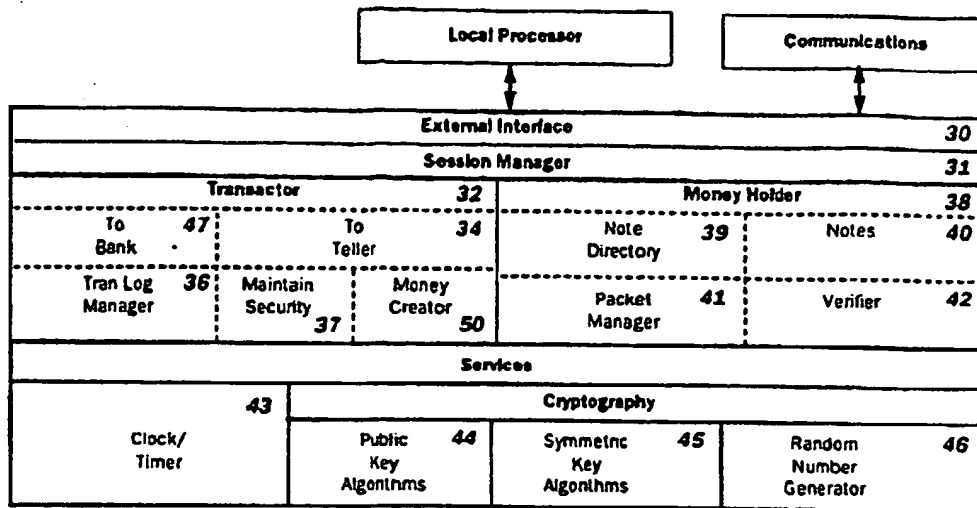 Local Processor
Communications
External Interface 30
Session Manager 31
Transactor 32
Money Holder 38
To Bank 47
To Teller 34
Note Directory 39
Notes 40
Tran Log Manager 36
Maintain Security 37
Money Creator 50
Packet Manager 41
Verifier 42
Services
43
Clock/
Timer
Cryptography
Public 44
Key
Algorithms
Symmetric 45
Key
Algorithms
Random 46
Number
Generator